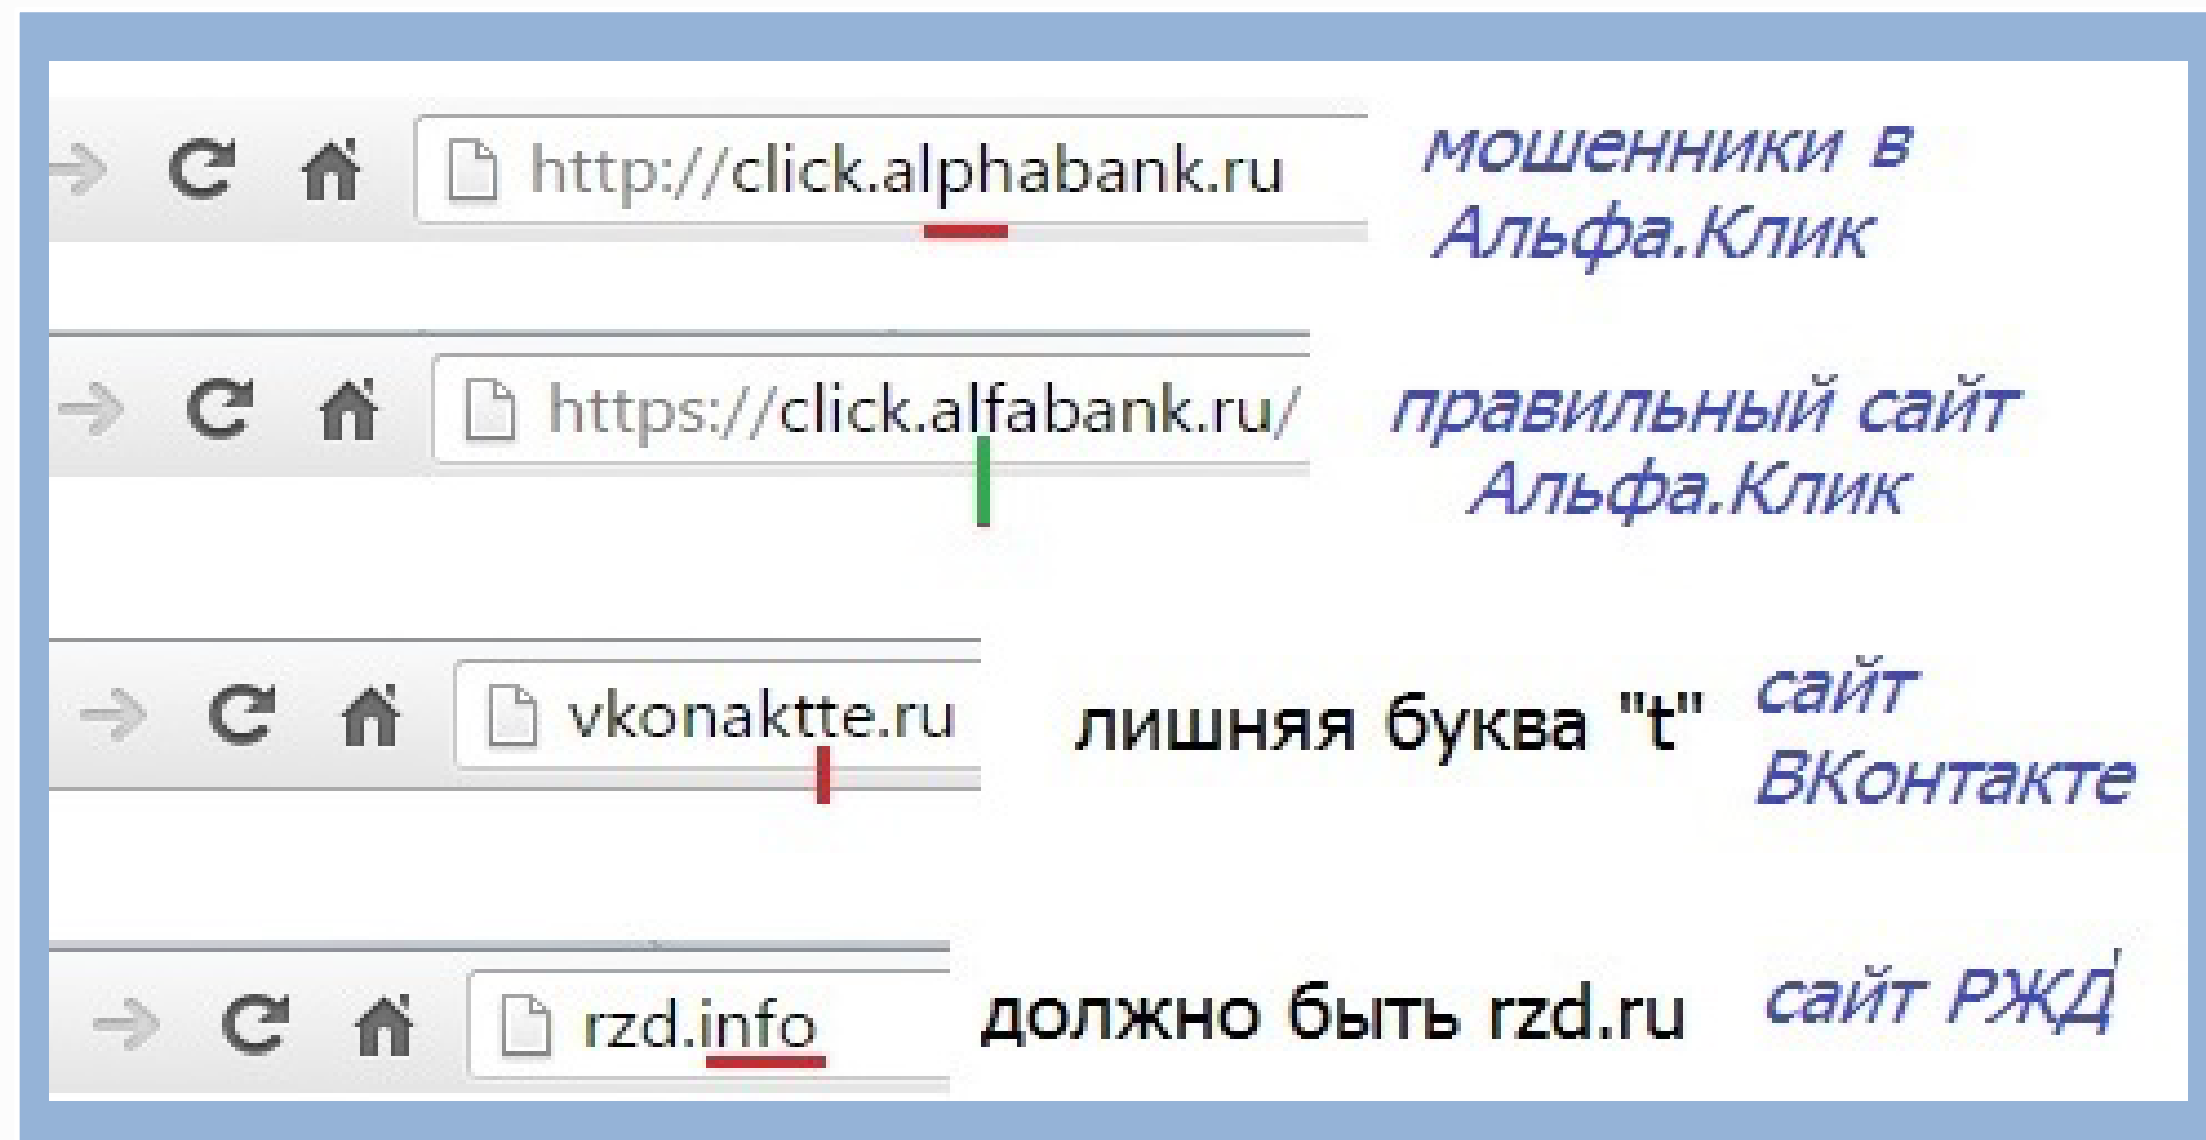 http://click.alphabank.ru
мошенники в
Альфа.Клик
https://click.alfabank.ru/
правильный сайт
Альфа.Клик
vkonaktte.ru
лишняя буква "t"
сайт
ВКонтакте
rzd.info
должно быть rzd.ru
сайт РЖД